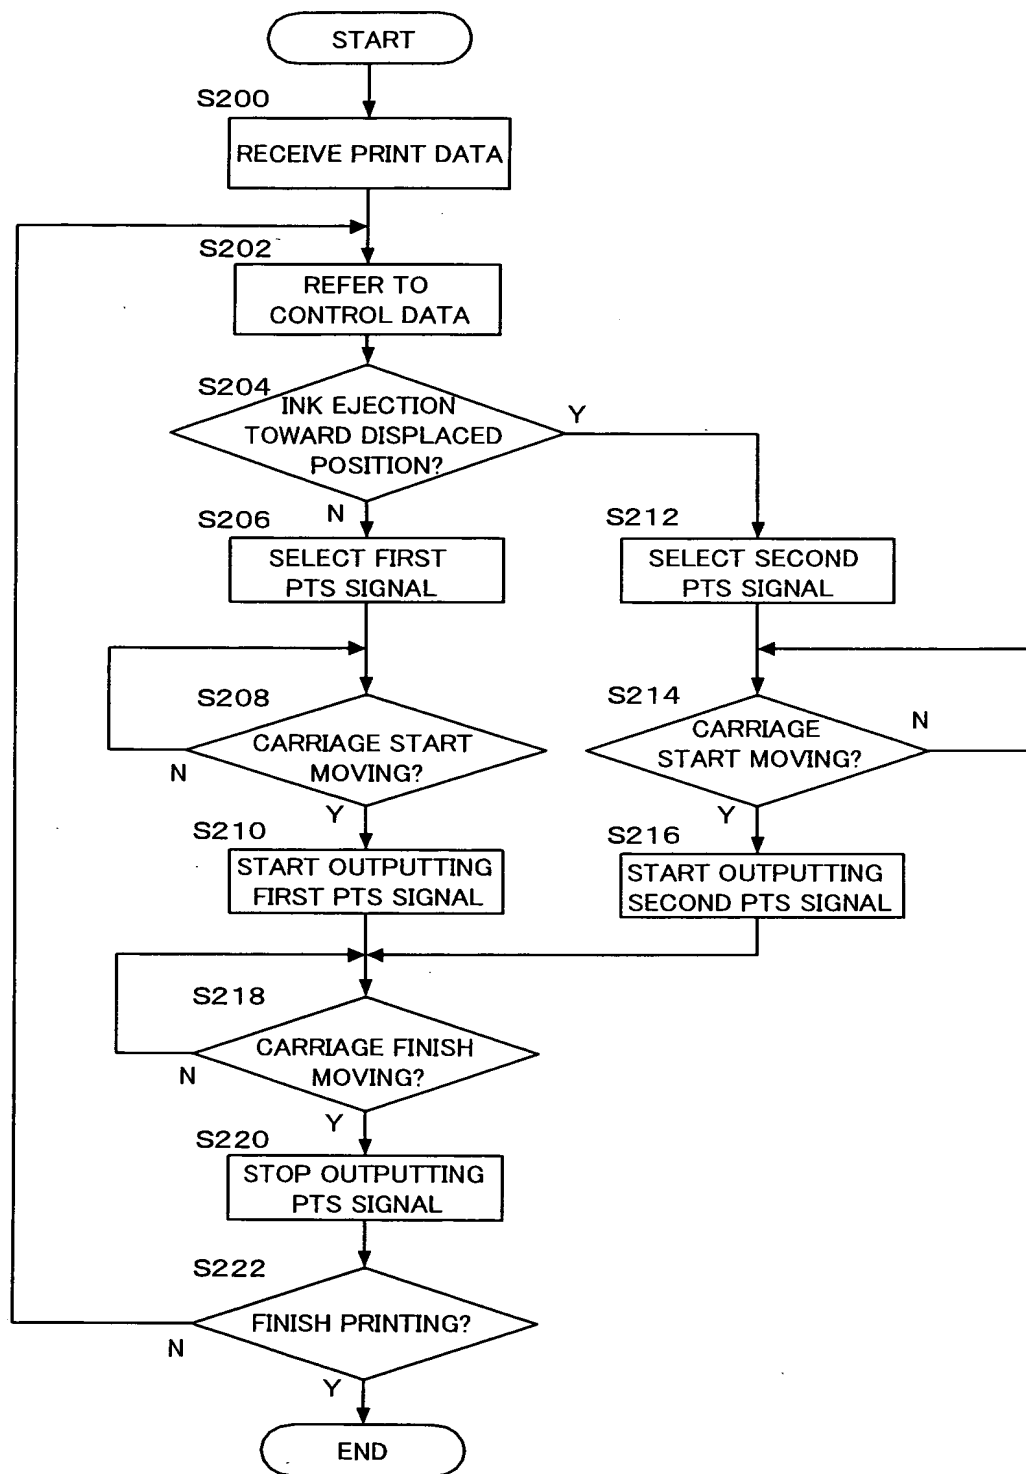 START
S200
RECEIVE PRINT DATA
S202
REFER TO
CONTROL DATA
S204
INK EJECTION
TOWARD DISPLACED
POSITION?
Y
N
S206
SELECT FIRST
PTS SIGNAL
S212
SELECT SECOND
PTS SIGNAL
S208
CARRIAGE START
MOVING?
N
Y
S214
CARRIAGE
START MOVING?
N
Y
S210
START OUTPUTTING
FIRST PTS SIGNAL
S216
START OUTPUTTING
SECOND PTS SIGNAL
S218
CARRIAGE FINISH
MOVING?
N
Y
S220
STOP OUTPUTTING
PTS SIGNAL
S222
FINISH PRINTING?
N
Y
END